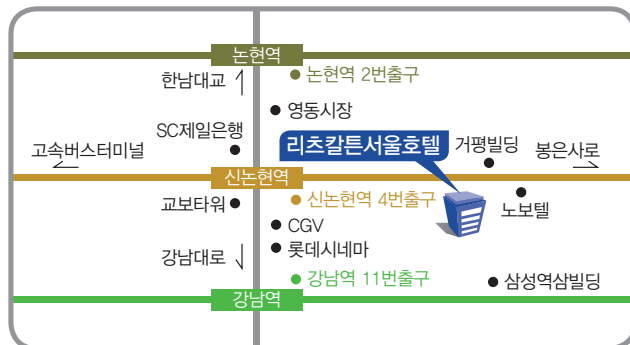 논현역
한남대교
논현역 2번출구
영동시장
SC제일은행
리츠칼튼서울호텔
거평빌딩
봉은사로
고속버스터미널
신논현역
교보타워
신논현역 4번출구
노보텔
CGV
롯데시네마
강남대로
강남역 11번출구
삼성역삼빌딩
강남역